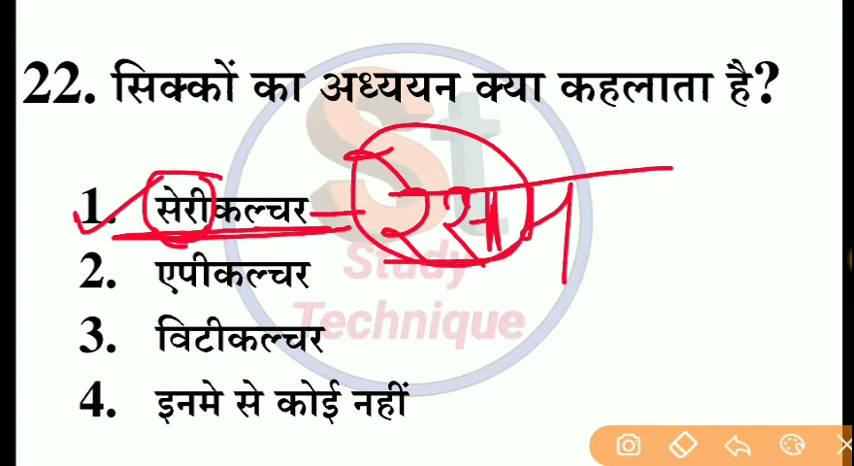 22. सिक्कों का अध्ययन क्या कहलाता है?
1. सेरीकल्चर
2. एपीकल्चर
3. विटीकल्चर
4. इनमे से कोई नहीं
St
Study
Technique